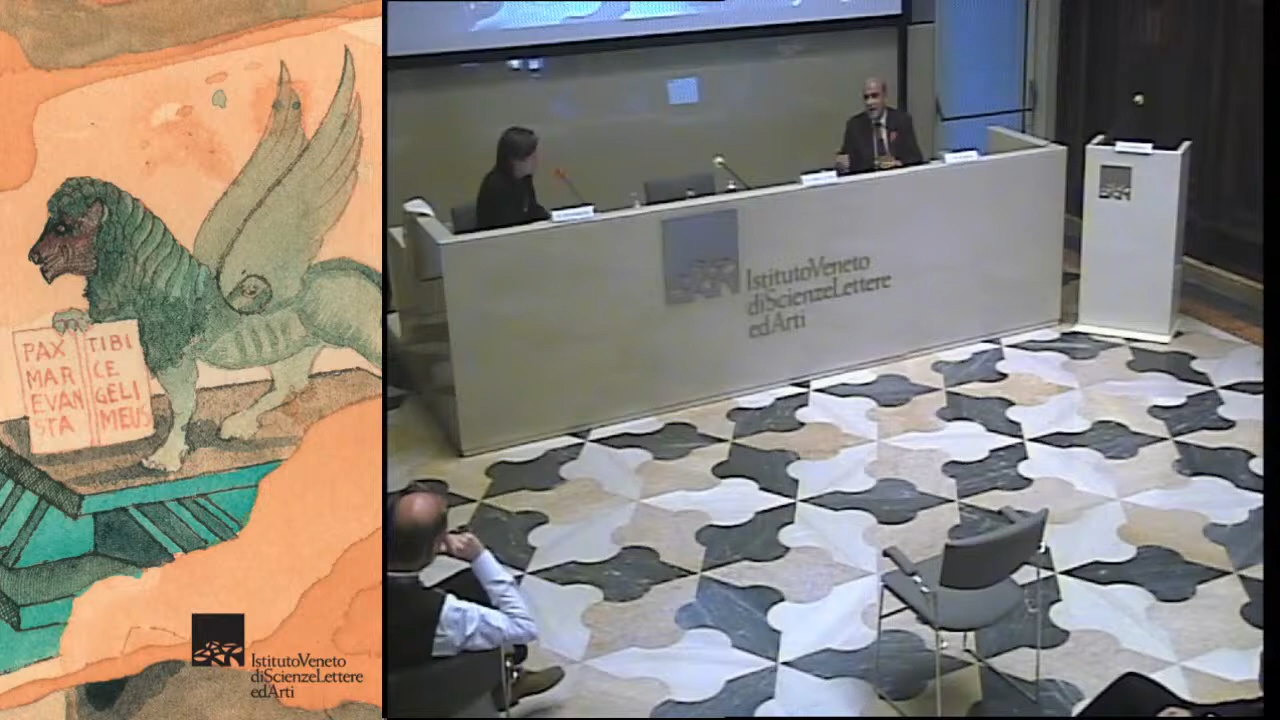 PAX
MAR
EVAN
STA
TIBI
CE
GELI
MEUS
IstitutoVeneto
diScienzeLettere
edArti
IstitutoVeneto
diScienzeLettere
edArti